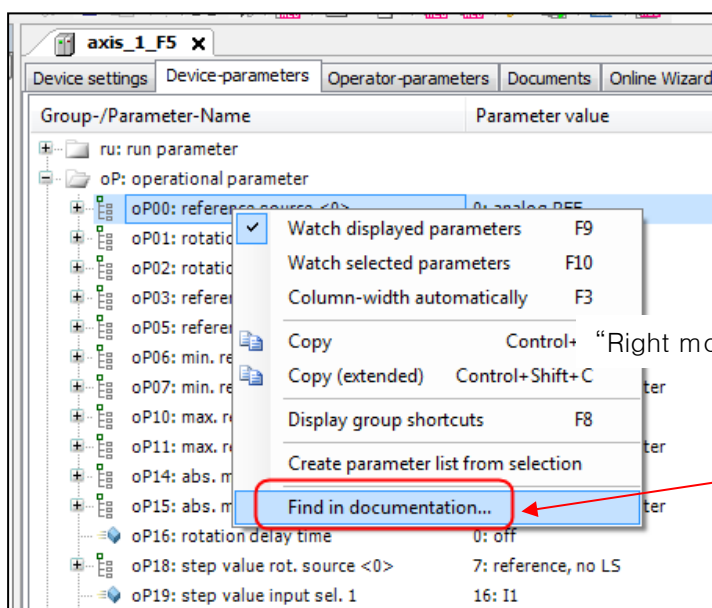 axis_1_F5 x
Device settings Device-parameters Operator-parameters Documents Online Wizard
Group-/Parameter-Name Parameter value
ru: run parameter
oP: operational parameter
oP00: reference source <0> 0: analog REF
Watch displayed parameters F9
oP01: rotatio
oP02: rotatio
Watch selected parameters F10
oP03: referen
Column-width automatically F3
oP05: referen
Copy Control+ “Right mo
oP06: min. re
oP07: min. re
Copy (extended) Control+Shift+C
ter
oP10: max. re
Display group shortcuts F8
oP11: max. re
ter
oP14: abs. m
Create parameter list from selection
oP15: abs. m
Find in documentation...
ter
oP16: rotation delay time 0: off
oP18: step value rot. source <0> 7: reference, no LS
oP19: step value input sel. 1 16: I1